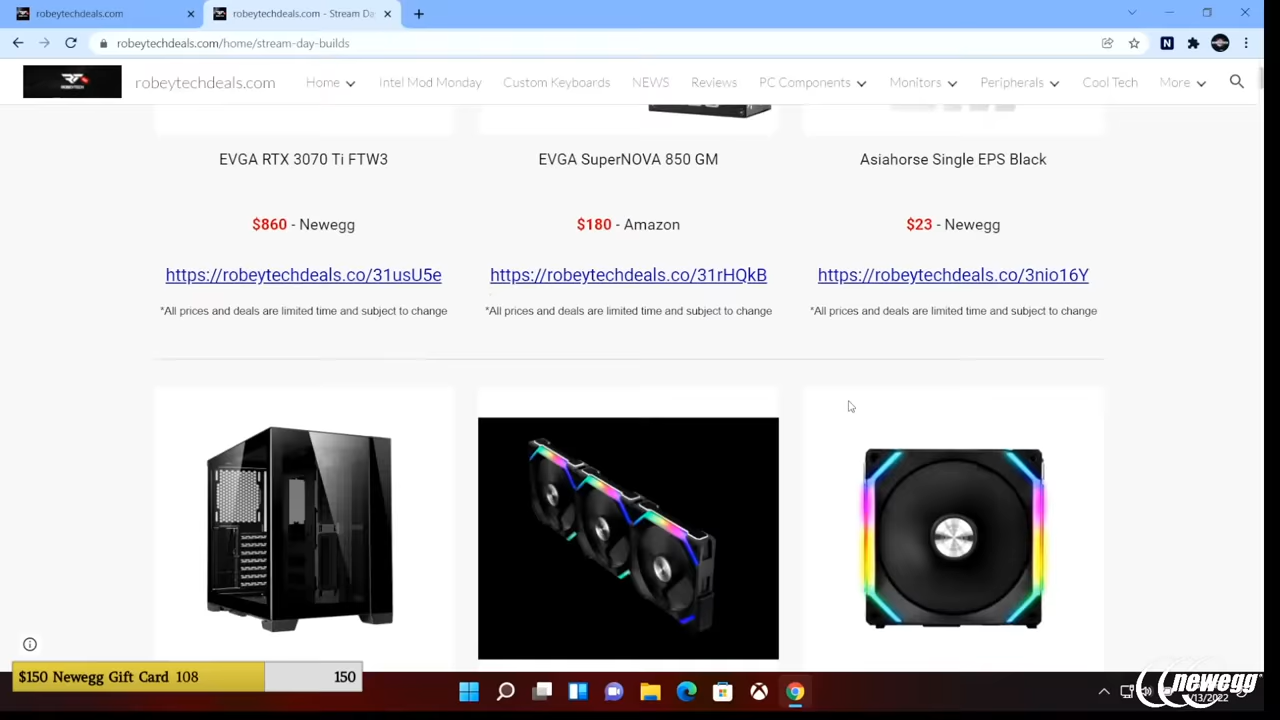 robeytechdeals.com
robeytechdeals.com - Stream Da
robeytechdeals.com/home/stream-day-builds
robeytechdeals.com
Home
Intel Mod Monday
Custom Keyboards
NEWS
Reviews
PC Components
Monitors
Peripherals
Cool Tech
More
EVGA RTX 3070 Ti FTW3
EVGA SuperNOVA 850 GM
Asiahorse Single EPS Black
$860 - Newegg
$180 - Amazon
$23 - Newegg
https://robeytechdeals.co/31usU5e
https://robeytechdeals.co/31rHQkB
https://robeytechdeals.co/3nio16Y
*All prices and deals are limited time and subject to change
*All prices and deals are limited time and subject to change
*All prices and deals are limited time and subject to change
$150 Newegg Gift Card 108
150
newegg
/13/2022